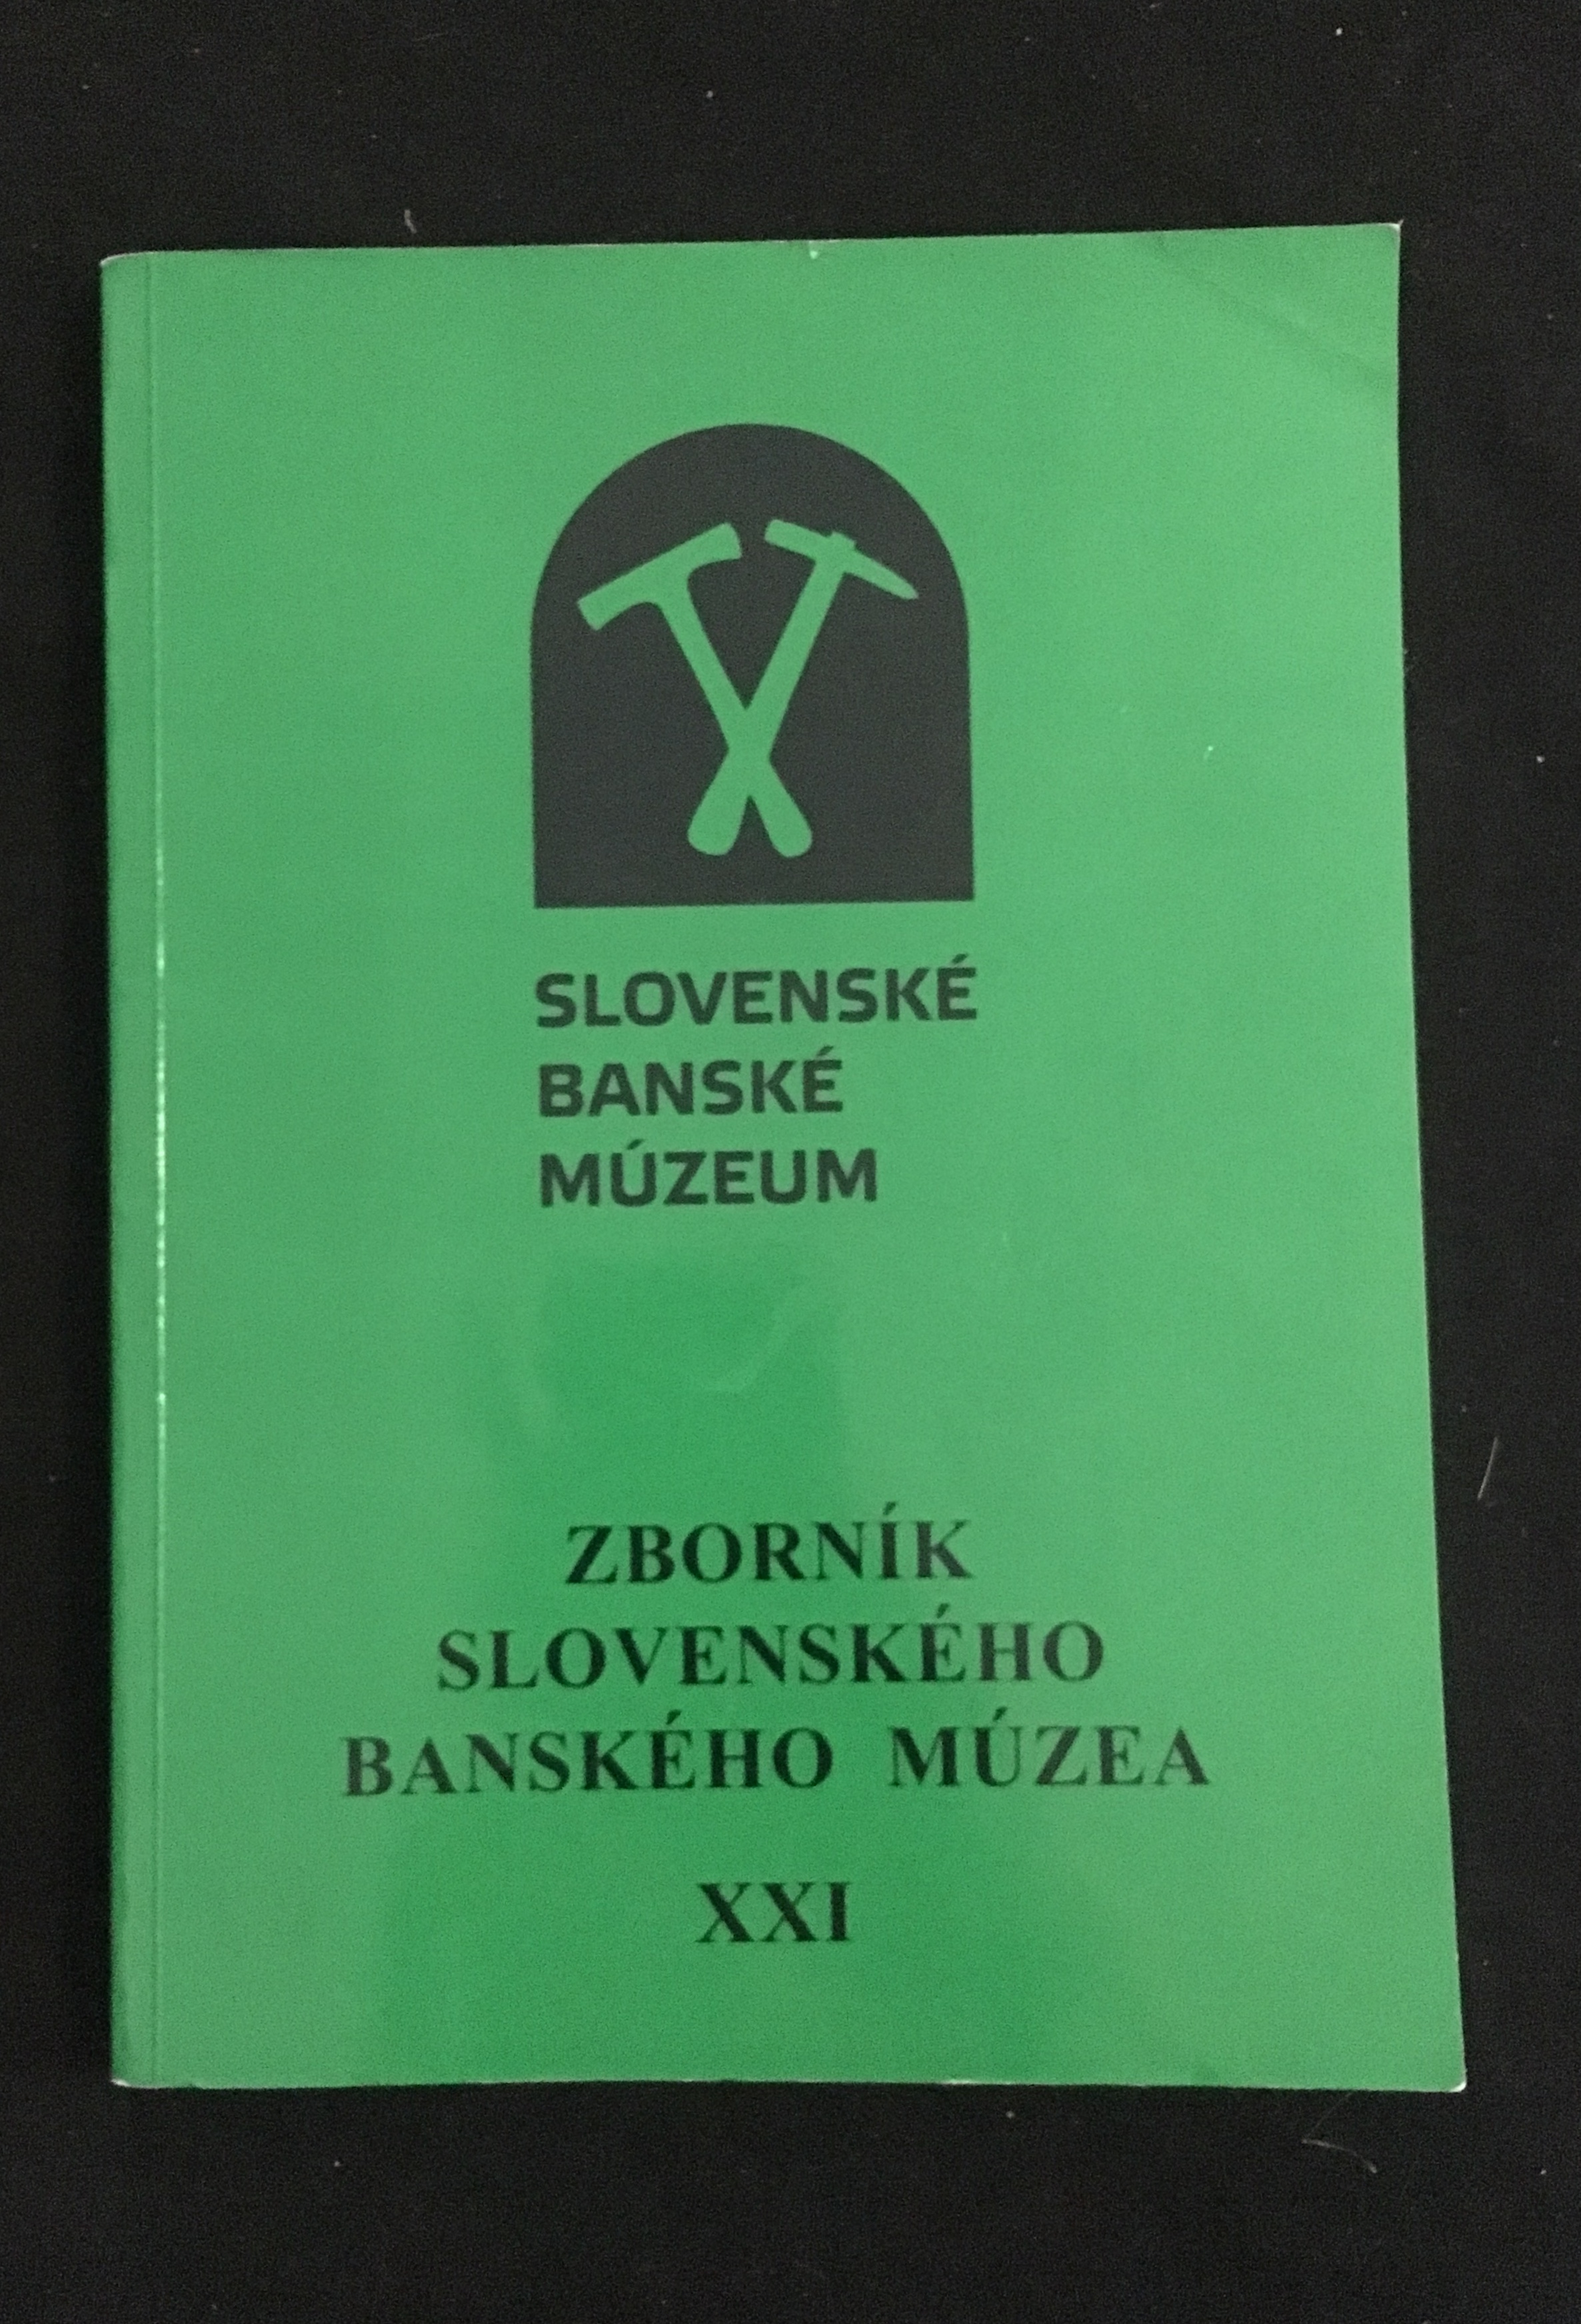 SLOVENSKÉ
BANSKÉ
MÚZEUM
ZBORNÍK
SLOVENSKÉHO
BANSKÉHO MÚZEA
XXI